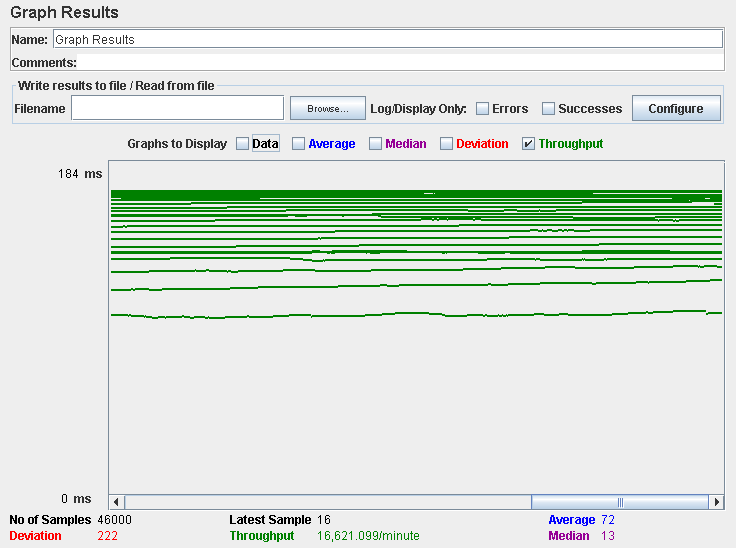 Graph Results
Name: Graph Results
Comments:
Write results to file / Read from file
Filename Browse... Log/Display Only: Errors Successes Configure
Graphs to Display Data Average Median Deviation Throughput
184 ms
0 ms
No of Samples 46000 Latest Sample 16 Average 72
Deviation 222 Throughput 16,621.099/minute Median 13